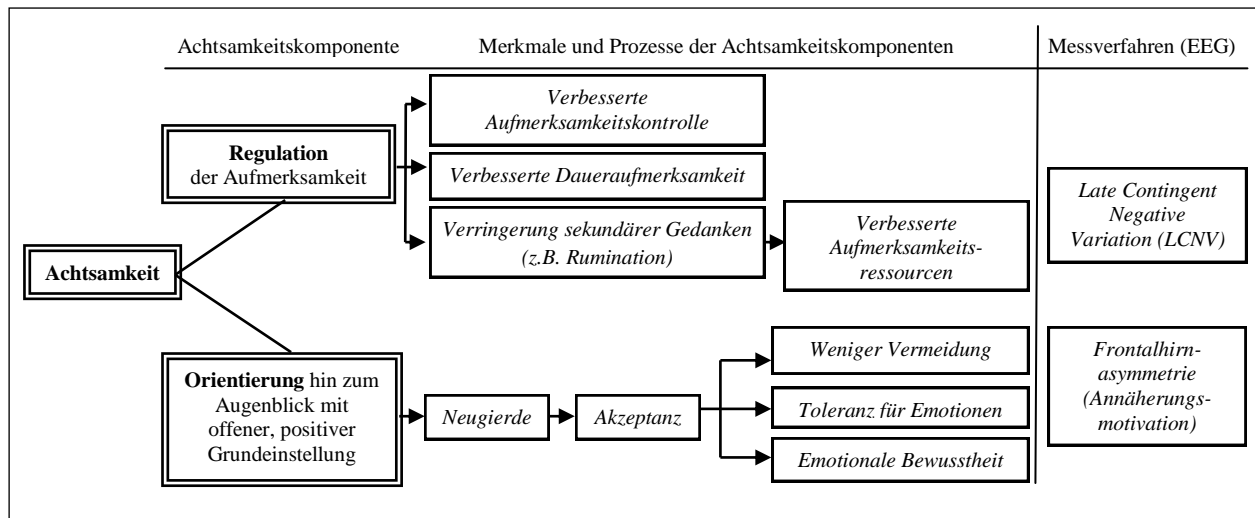 Achtsamkeitskomponente
Merkmale und Prozesse der Achtsamkeitskomponenten
Messverfahren (EEG)
Achtsamkeit
Regulation
der Aufmerksamkeit
Verbesserte
Aufmerksamkeitskontrolle
Verbesserte Daueraufmerksamkeit
Verringerung sekundärer Gedanken
(z.B. Rumination)
Verbesserte
Aufmerksamkeits-
ressourcen
Late Contingent
Negative
Variation (LCNV)
Orientierung hin zum
Augenblick mit
offener, positiver
Grundeinstellung
Neugierde
Akzeptanz
Weniger Vermeidung
Toleranz für Emotionen
Emotionale Bewusstheit
Frontalhirn-
asymmetrie
(Annäherungs-
motivation)